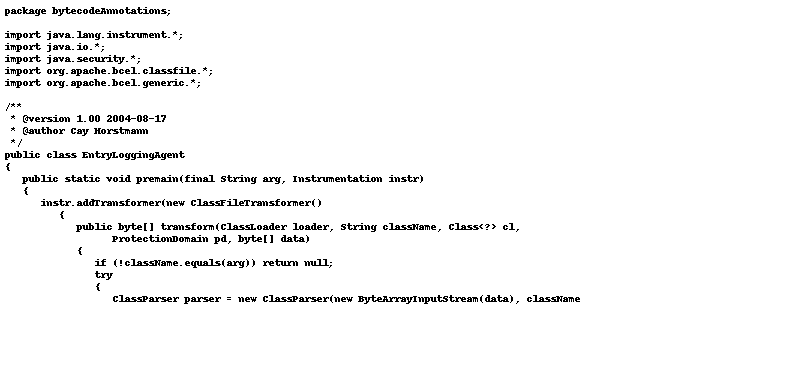 package bytecodeAnnotations;

import java.lang.instrument.*;
import java.io.*;
import java.security.*;
import org.apache.bcel.classfile.*;
import org.apache.bcel.generic.*;

/**
 * @version 1.00 2004-08-17
 * @author Cay Horstmann
 */
public class EntryLoggingAgent
{
   public static void premain(final String arg, Instrumentation instr)
   {
      instr.addTransformer(new ClassFileTransformer()
         {
            public byte[] transform(ClassLoader loader, String className, Class<?> cl,
                  ProtectionDomain pd, byte[] data)
            {
               if (!className.equals(arg)) return null;
               try
               {
                  ClassParser parser = new ClassParser(new ByteArrayInputStream(data), className